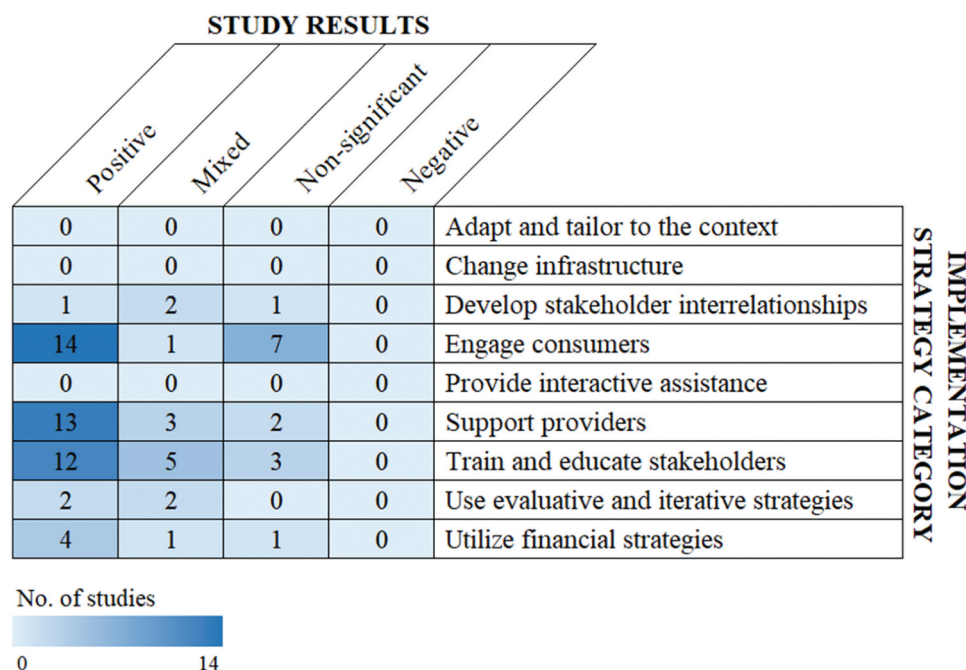 STUDY RESULTS
Positive
Mixed
Non-significant
Negative
0 0 0 0 Adapt and tailor to the context
0 0 0 0 Change infrastructure
1 2 1 0 Develop stakeholder interrelationships
14 1 7 0 Engage consumers
0 0 0 0 Provide interactive assistance
13 3 2 0 Support providers
12 5 3 0 Train and educate stakeholders
2 2 0 0 Use evaluative and iterative strategies
4 1 1 0 Utilize financial strategies
IMPLEMENTATION
STRATEGY CATEGORY
No. of studies
0 14